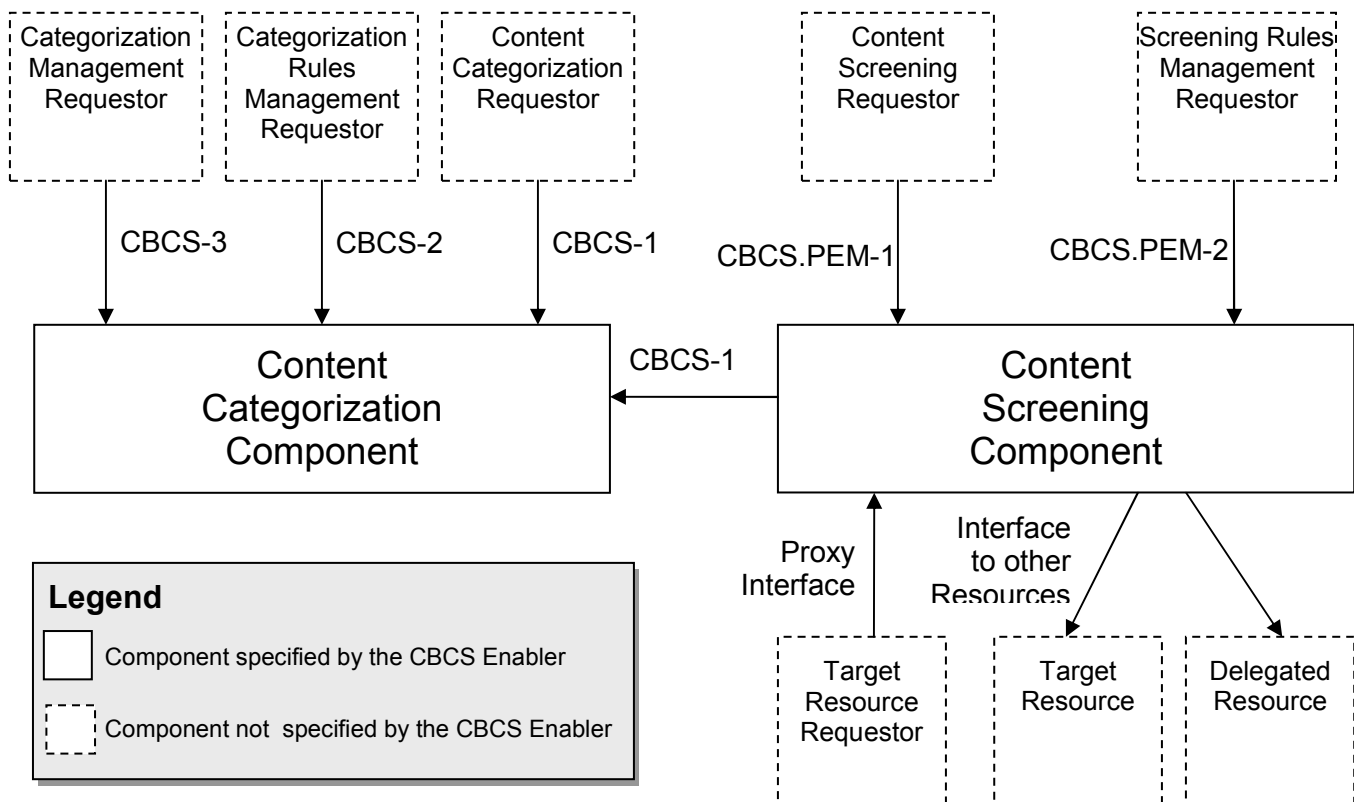 Categorization
Management
Requestor
Categorization
Rules
Management
Requestor
Content
Categorization
Requestor
Content
Screening
Requestor
Screening Rules
Management
Requestor
CBCS-3
CBCS-2
CBCS-1
CBCS.PEM-1
CBCS.PEM-2
Content
Categorization
Component
CBCS-1
Content
Screening
Component
Proxy
Interface
Interface
to other
Resources
Legend
Component specified by the CBCS Enabler
Component not specified by the CBCS Enabler
Target
Resource
Requestor
Target
Resource
Delegated
Resource